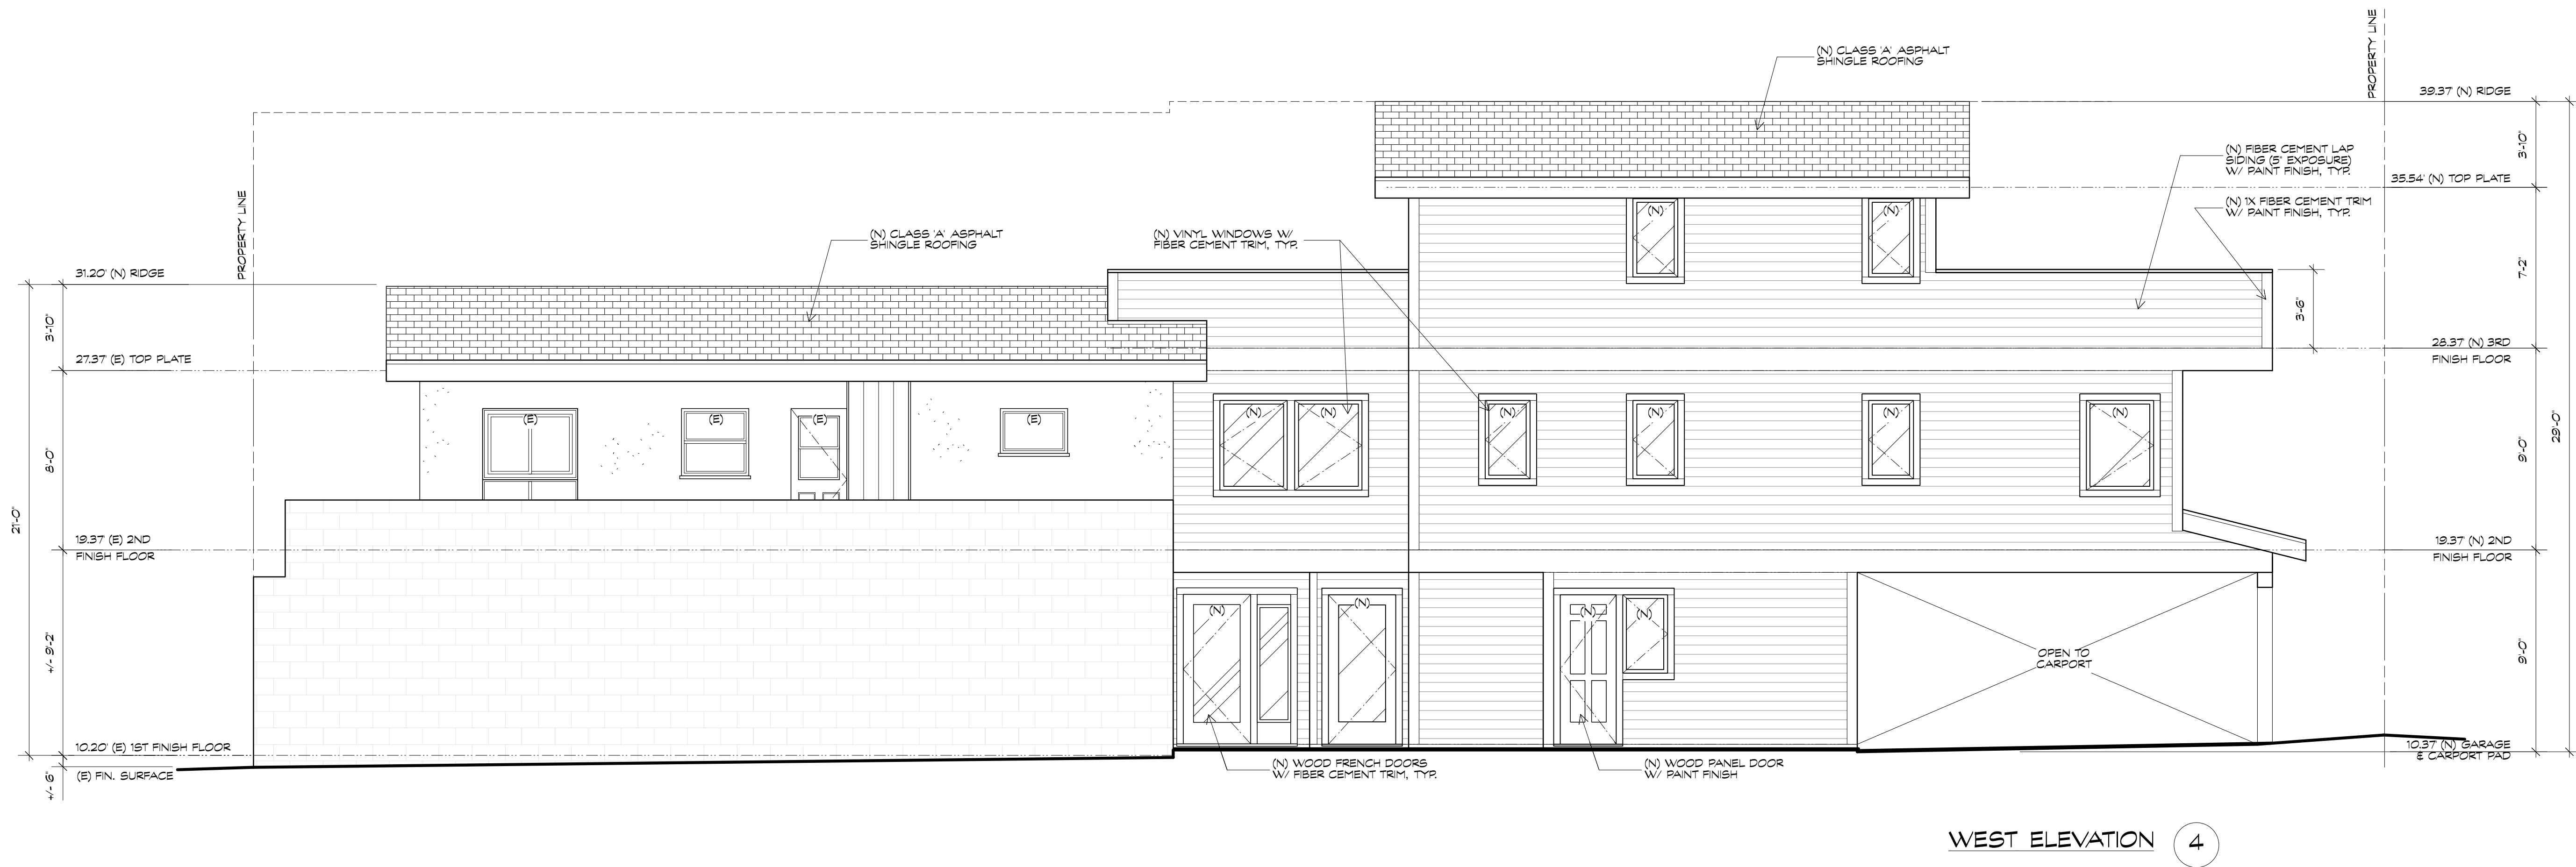 PROPERTY LINE
PROPERTY LINE
(N) CLASS 'A' ASPHALT
SHINGLE ROOFING
39.37' (N) RIDGE
3'-10"
(N) FIBER CEMENT LAP
SIDING (5" EXPOSURE)
W/ PAINT FINISH, TYP.
35.54' (N) TOP PLATE
(N) 1X FIBER CEMENT TRIM
W/ PAINT FINISH, TYP.
(N)
(N)
(N) CLASS 'A' ASPHALT
SHINGLE ROOFING
(N) VINYL WINDOWS W/
FIBER CEMENT TRIM, TYP.
31.20' (N) RIDGE
7'-2"
3'-6"
3'-10"
27.37' (E) TOP PLATE
28.37' (N) 3RD
FINISH FLOOR
(E)
(E)
(E)
(E)
(N)
(N)
(N)
(N)
(N)
(N)
29'-0"
8'-0"
9'-0"
21'-0"
19.37' (E) 2ND
FINISH FLOOR
19.37' (N) 2ND
FINISH FLOOR
(N)
(N)
(N)
(N)
+/- 9'-2"
9'-0"
OPEN TO
CARPORT
10.20' (E) 1ST FINISH FLOOR
10.37' (N) GARAGE
& CARPORT PAD
+/- 6"
(E) FIN. SURFACE
(N) WOOD FRENCH DOORS
W/ FIBER CEMENT TRIM, TYP.
(N) WOOD PANEL DOOR
W/ PAINT FINISH
WEST ELEVATION 4